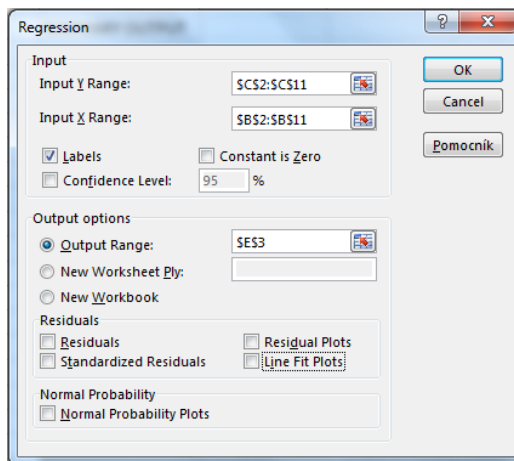 Regression
Input
Input Y Range: $C$2:$C$11
Input X Range: $B$2:$B$11
Labels Constant is Zero
Confidence Level: 95 %
Output options
Output Range: $E$3
New Worksheet Ply:
New Workbook
Residuals
Residuals Residual Plots
Standardized Residuals Line Fit Plots
Normal Probability
Normal Probability Plots
OK
Cancel
Pomocník